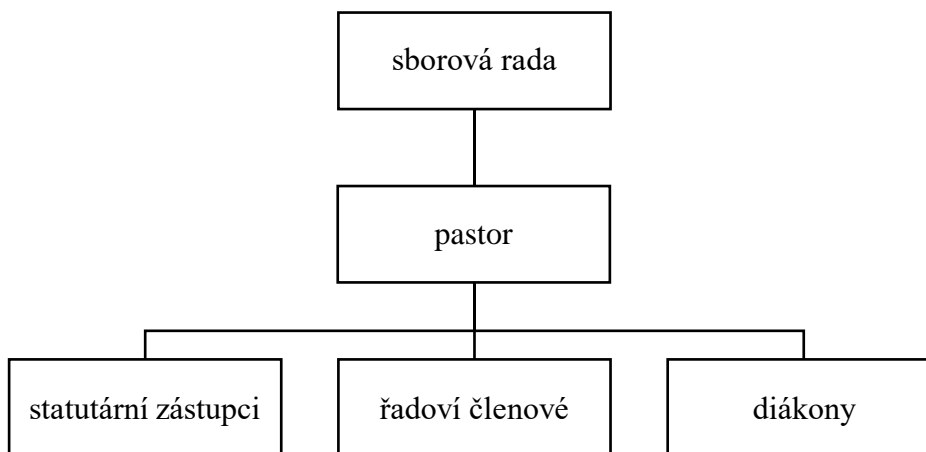 sborová rada
pastor
statutární zástupci
řadoví členové
diákony